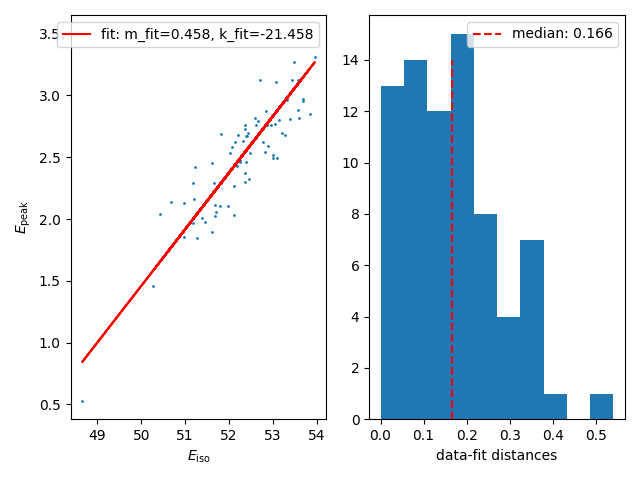 fit: m_fit=0.458, k_fit=-21.458
3.5
3.0
2.5
2.0
1.5
1.0
0.5
E_peak
49 50 51 52 53 54
E_iso
median: 0.166
14
12
10
8
6
4
2
0
0.0 0.1 0.2 0.3 0.4 0.5
data-fit distances